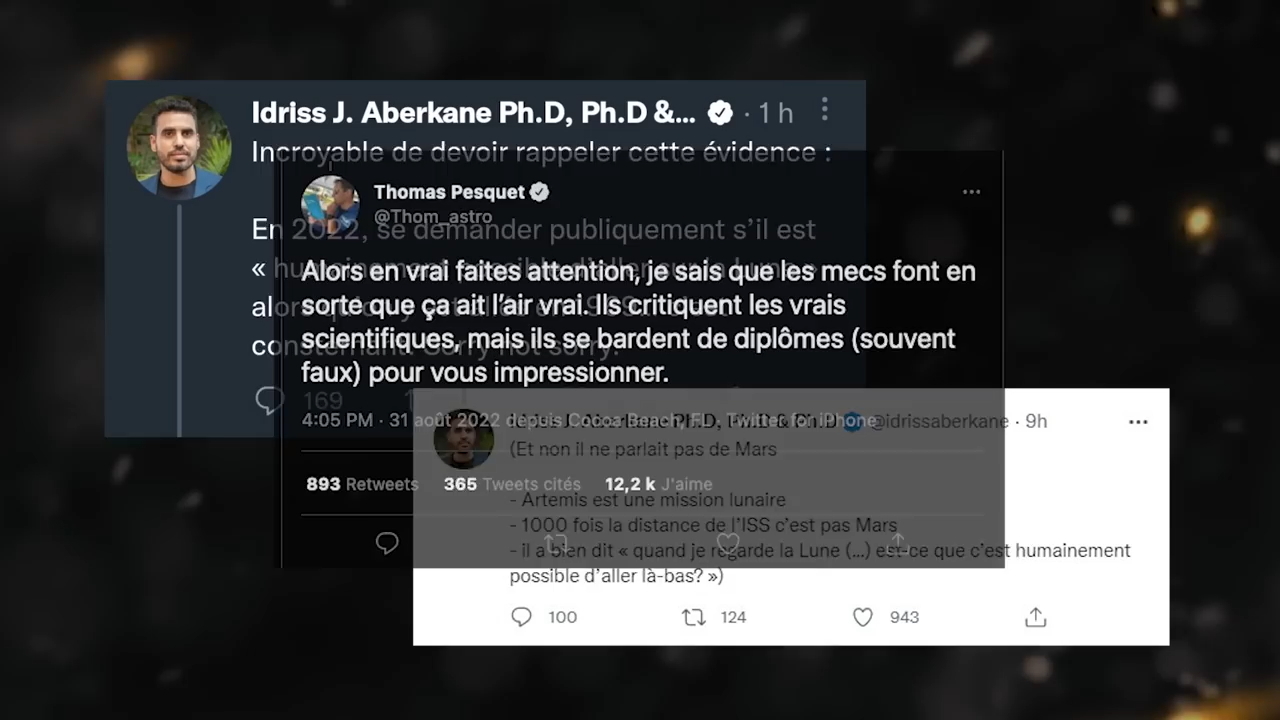 Idriss J. Aberkane Ph.D, Ph.D &... · 1 h
Incroyable de devoir rappeler cette évidence :
En 2022, se demander publiquement s'il est
« humainement possible d'aller sur la Lune »
alors qu'on y est allés en
consternant. Sorry not sorry.
169
Thomas Pesquet
@Thom_astro
Alors en vrai faites attention, je sais que les mecs font en
sorte que ça ait l'air vrai. Ils critiquent les vrais
scientifiques, mais ils se bardent de diplômes (souvent
faux) pour vous impressionner.
4:05 PM · 31 août 2022 depuis Cocoa Beach, FL · Twitter for iPhone
893 Retweets 365 Tweets cités 12,2 k J'aime
Idriss J. Aberkane Ph.D, Ph.D & Ph.D @idrissaberkane · 9h
(Et non il ne parlait pas de Mars
- Artemis est une mission lunaire
- 1000 fois la distance de l'ISS c'est pas Mars
- il a bien dit « quand je regarde la Lune (...) est-ce que c'est humainement
possible d'aller là-bas? »)
100 124 943